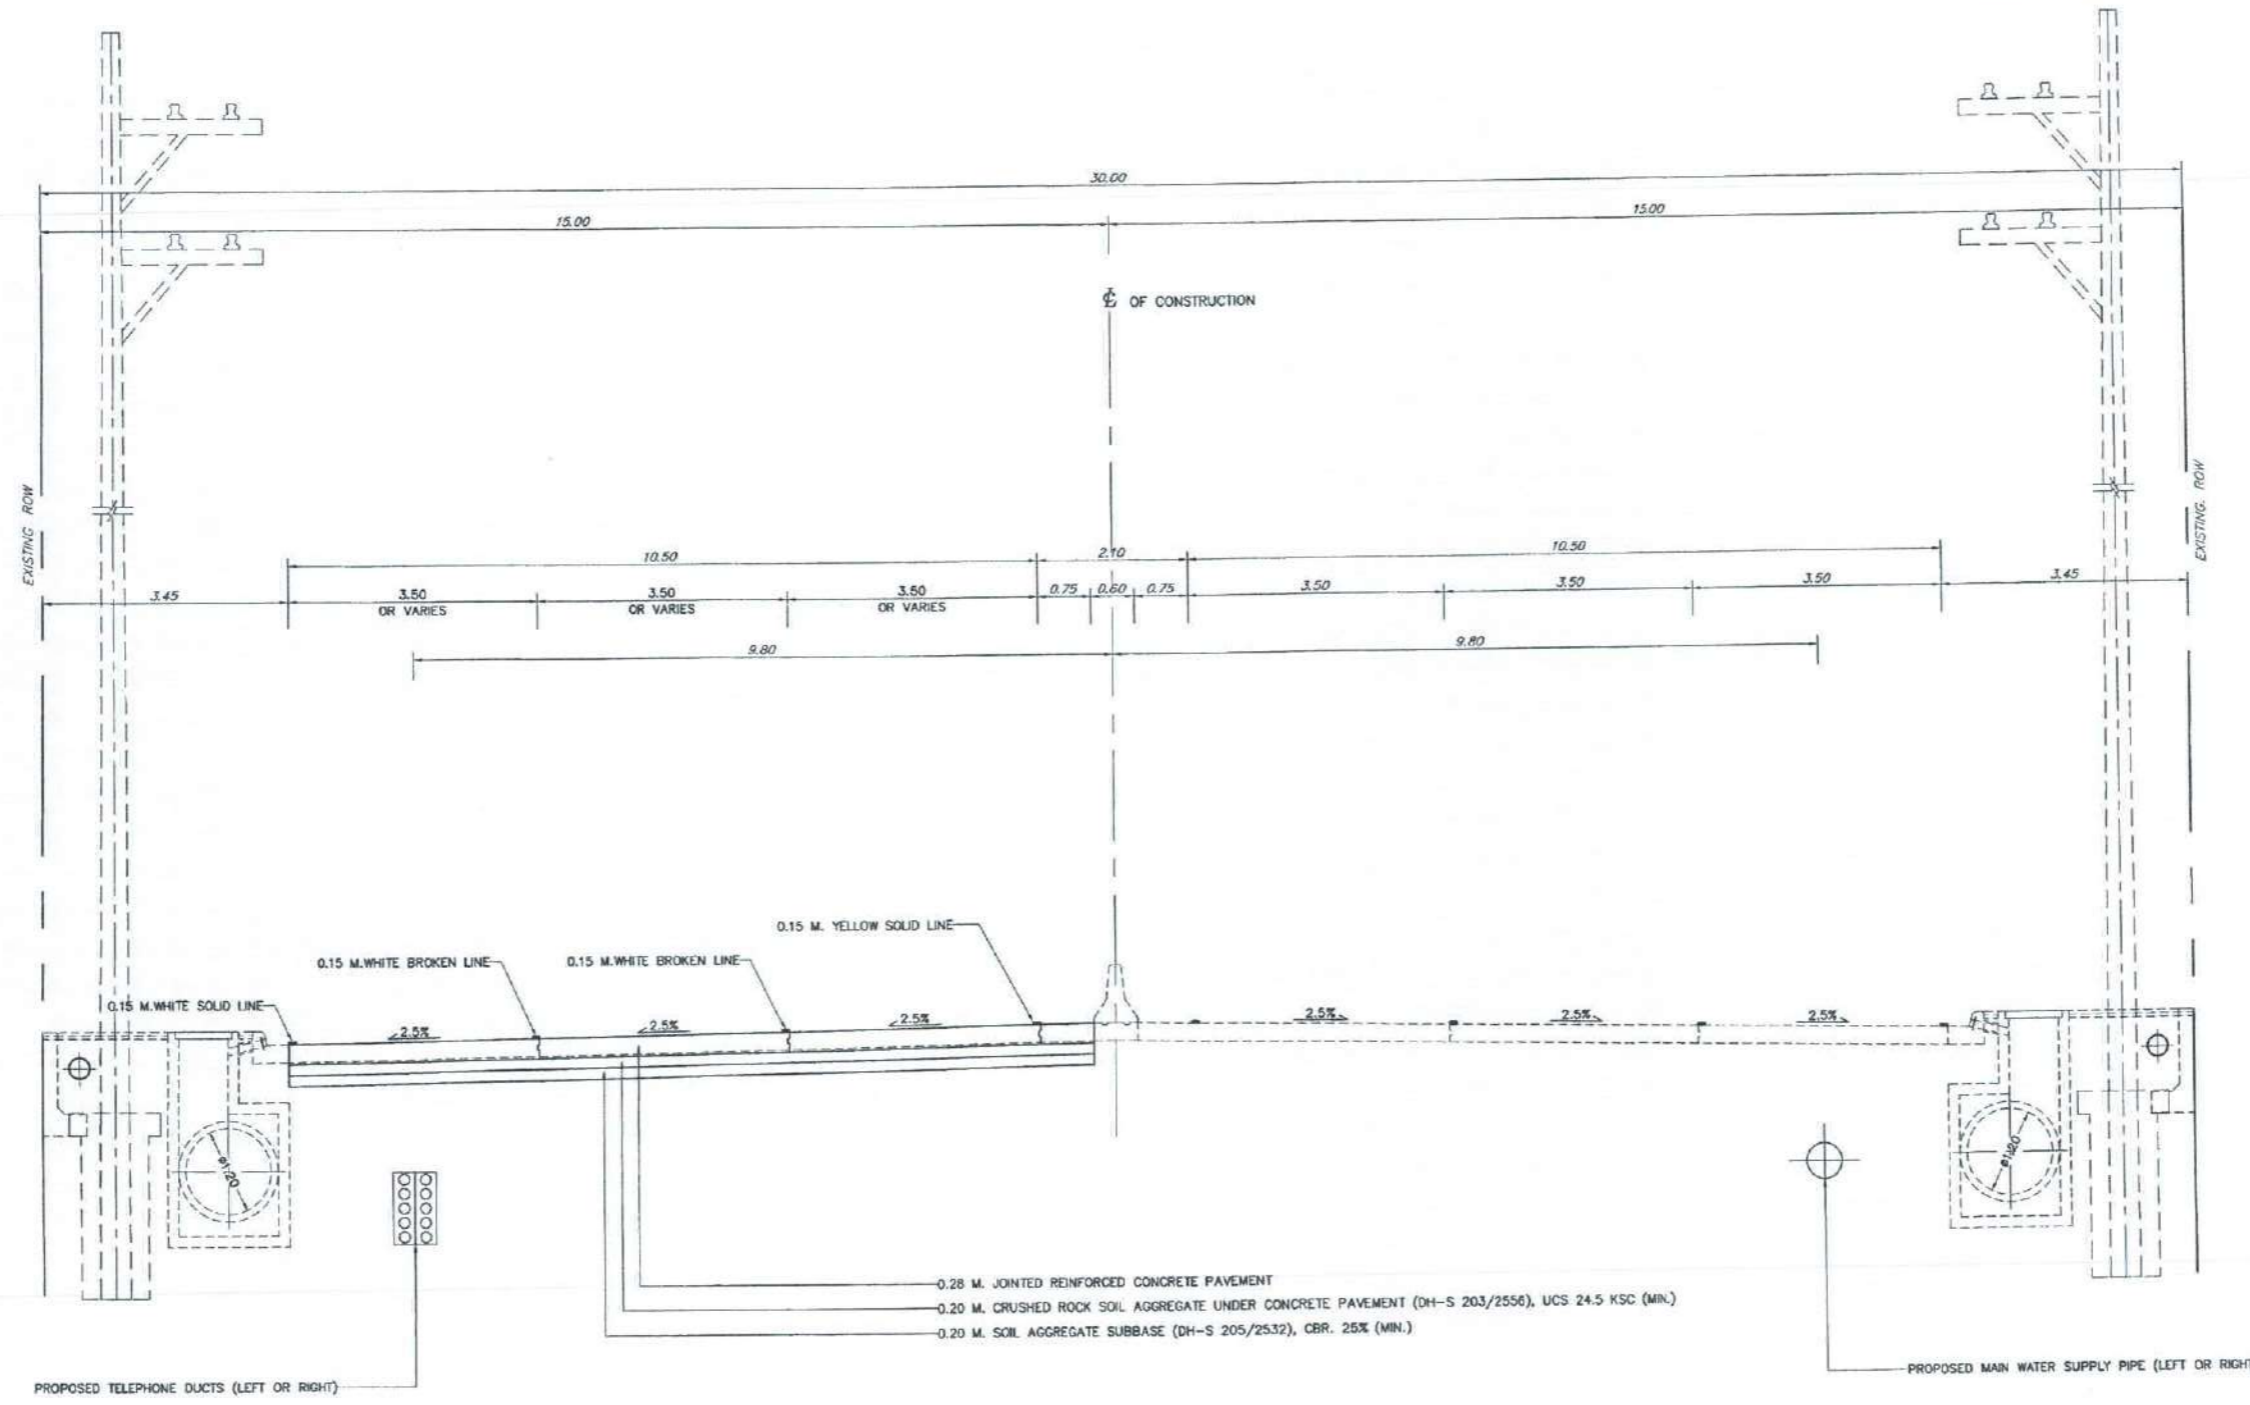 30.00
15.00
15.00
℄ OF CONSTRUCTION
EXISTING ROW
EXISTING. ROW
10.50
2.10
10.50
3.45
3.50
OR VARIES
3.50
OR VARIES
3.50
OR VARIES
0.75
0.60
0.75
3.50
3.50
3.50
3.45
9.80
9.80
0.15 M. YELLOW SOLID LINE
0.15 M.WHITE BROKEN LINE
0.15 M.WHITE BROKEN LINE
0.15 M.WHITE SOLID LINE
2.5%
2.5%
2.5%
2.5%
2.5%
2.5%
ø1.20
ø1.20
0.28 M. JOINTED REINFORCED CONCRETE PAVEMENT
0.20 M. CRUSHED ROCK SOIL AGGREGATE UNDER CONCRETE PAVEMENT (DH-S 203/2556), UCS 24.5 KSC (MIN.)
0.20 M. SOIL AGGREGATE SUBBASE (DH-S 205/2532), CBR. 25% (MIN.)
PROPOSED TELEPHONE DUCTS (LEFT OR RIGHT)
PROPOSED MAIN WATER SUPPLY PIPE (LEFT OR RIGHT